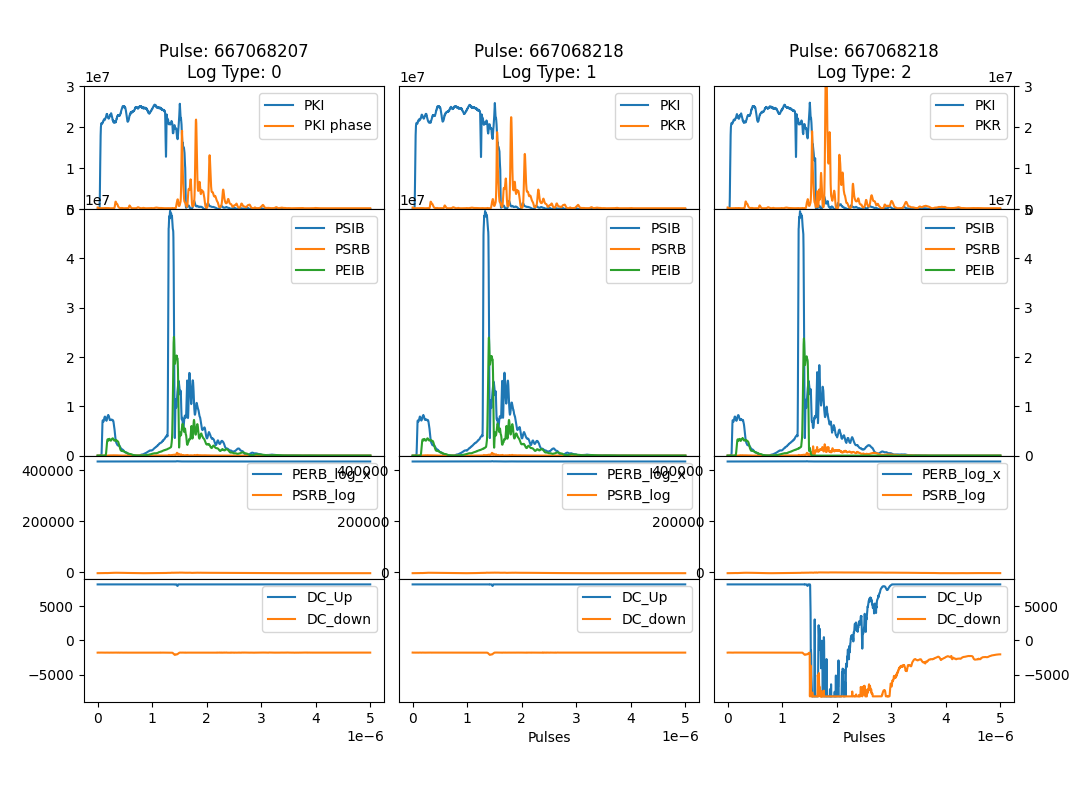 Pulse: 667068207
Log Type: 0
Pulse: 667068218
Log Type: 1
Pulse: 667068218
Log Type: 2
1e7
1e7
1e7
3
2
1
0
PKI
PKI phase
PKI
PKR
PKI
PKR
3
2
1
0
1e7
1e7
1e7
5
4
3
2
1
0
PSIB
PSRB
PEIB
PSIB
PSRB
PEIB
PSIB
PSRB
PEIB
5
4
3
2
1
0
400000
200000
0
PERB_log_x
PSRB_log
400000
200000
0
PERB_log_x
PSRB_log
400000
200000
0
PERB_log_x
PSRB_log
5000
0
−5000
DC_Up
DC_down
DC_Up
DC_down
DC_Up
DC_down
5000
0
−5000
0 1 2 3 4 5
1e−6
0 1 2 3 4 5
1e−6
Pulses
0 1 2 3 4 5
1e−6
Pulses